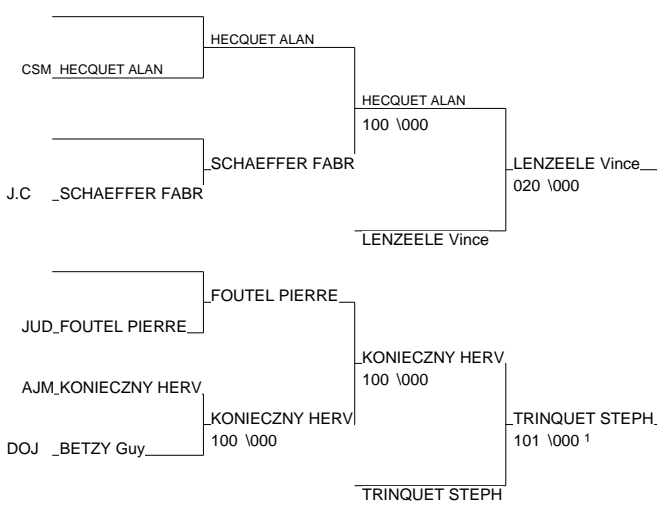 HECQUET ALAN
CSM HECQUET ALAN
HECQUET ALAN
100 \000
SCHAEFFER FABR
LENZEELE Vince
020 \000
J.C SCHAEFFER FABR
LENZEELE Vince
FOUTEL PIERRE
JUD FOUTEL PIERRE
KONIECZNY HERV
100 \000
AJM KONIECZNY HERV
KONIECZNY HERV
100 \000
TRINQUET STEPH
101 \000 1
DOJ BETZY Guy
TRINQUET STEPH